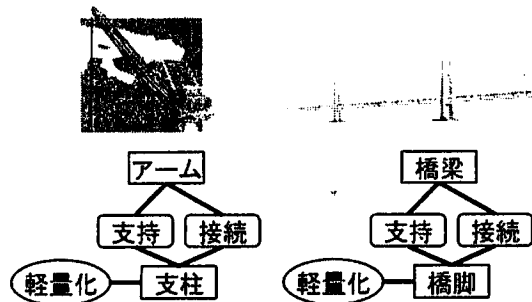 アーム 橋梁
支持 接続 支持 接続
軽量化 支柱 軽量化 橋脚